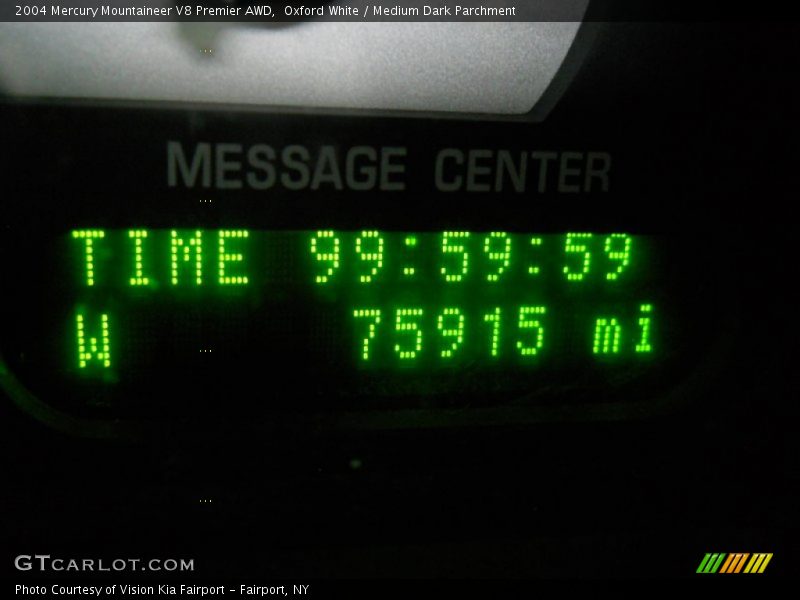 2004 Mercury Mountaineer V8 Premier AWD, Oxford White / Medium Dark Parchment
MESSAGE CENTER
TIME 99:59:59
W 75915 mi
GTCARLOT.COM
Photo Courtesy of Vision Kia Fairport - Fairport, NY